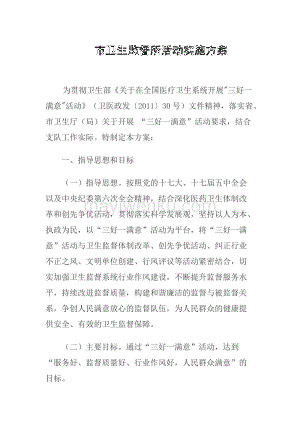 市卫生监督所活动实施方案
为贯彻卫生部《关于在全国医疗卫生系统开展"三好一
满意"活动》（卫医政发〔2011〕30 号）文件精神，落实省、
市卫生厅（局）关于开展 “三好一满意”活动要求，结合
支队工作实际。特制定本方案：
一、指导思想和目标
（一）指导思想。按照党的十七大、十七届五中全会
以及中央纪委第六次全会精神。结合深化医药卫生体制改
革和创先争优活动，贯彻落实科学发展观，坚持以人为本、
执政为民，以 “三好一满意”活动为平台，将 “三好一满
意”活动与卫生监督体制改革、创先争优活动、纠正行业
不正之风、文明单位创建、行风评议等活动紧密结合，切
实加强卫生监督系统行业作风建设，不断提升监督服务水
平，持续改进监督质量，构建和谐廉洁的监督与被监督关
系，争创人民满意放心的监督队伍，为人民群众的健康提
供安全、有效的卫生监督保障。
（二）主要目标。通过“三好一满意”活动，达到
“服务好、监督质量好、行业作风好，人民群众满意”的
目标。